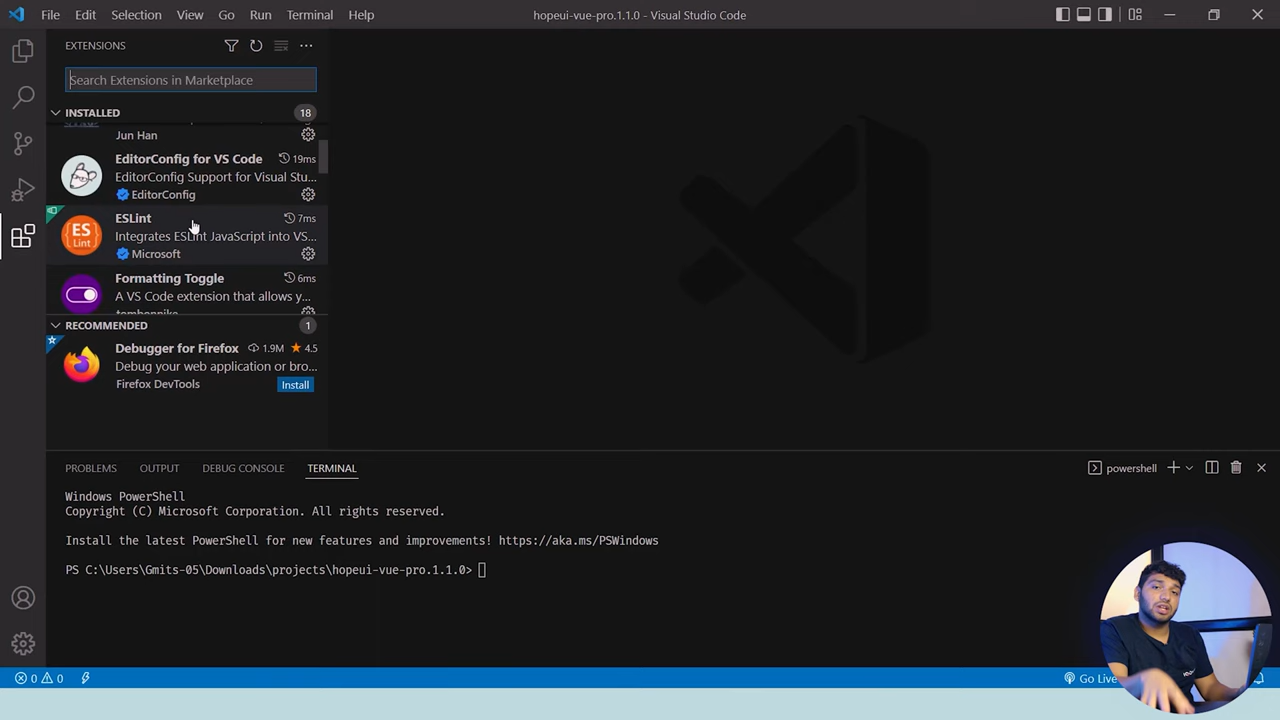 File Edit Selection View Go Run Terminal Help
hopeui-vue-pro.1.1.0 - Visual Studio Code
EXTENSIONS
Search Extensions in Marketplace
INSTALLED 18
Jun Han
EditorConfig for VS Code 19ms
EditorConfig Support for Visual Stu...
EditorConfig
ESLint 7ms
Integrates ESLint JavaScript into VS...
Microsoft
Formatting Toggle 6ms
A VS Code extension that allows y...
RECOMMENDED 1
Debugger for Firefox 1.9M 4.5
Debug your web application or bro...
Firefox DevTools Install
PROBLEMS OUTPUT DEBUG CONSOLE TERMINAL
powershell
Windows PowerShell
Copyright (C) Microsoft Corporation. All rights reserved.
Install the latest PowerShell for new features and improvements! https://aka.ms/PSWindows
PS C:\Users\Gmits-05\Downloads\projects\hopeui-vue-pro.1.1.0>
0 0
Go Live